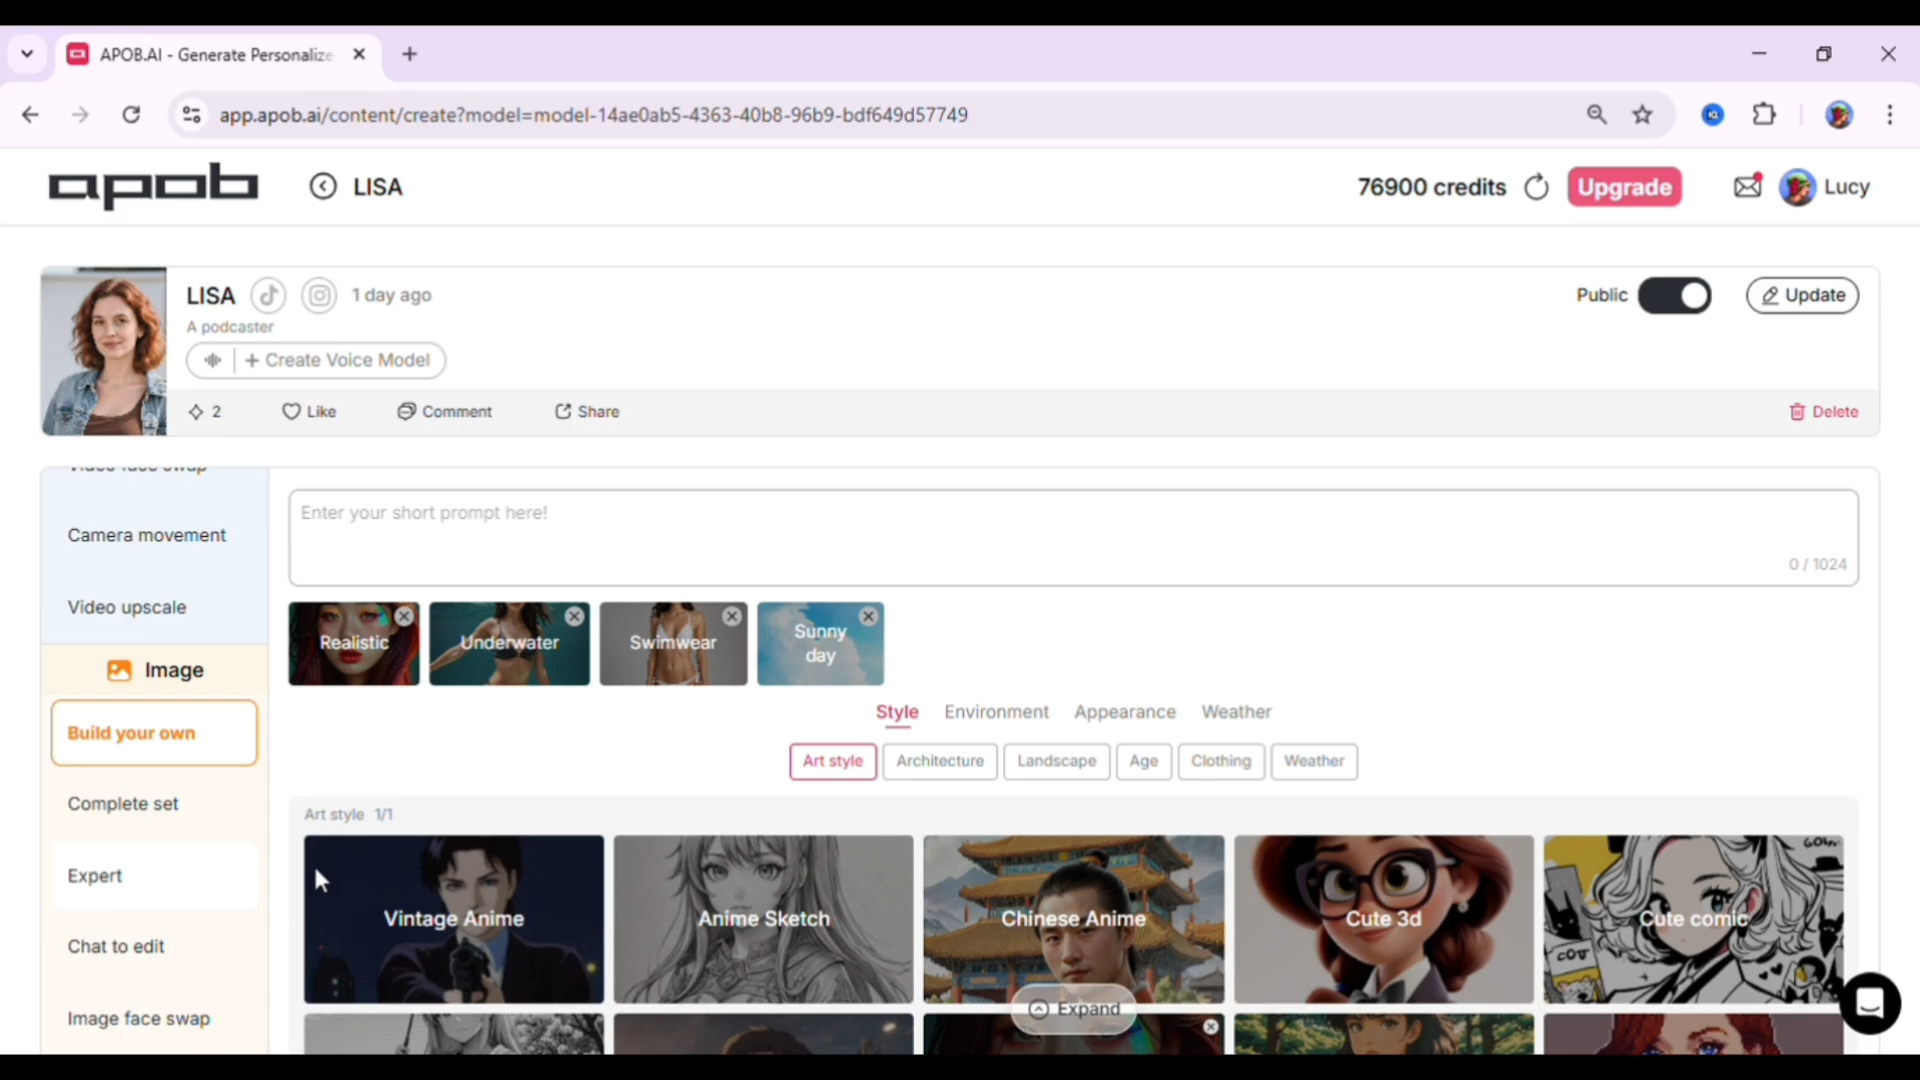 APOB.AI - Generate Personalize
app.apob.ai/content/create?model=model-14ae0ab5-4363-40b8-96b9-bdf649d57749
apob
LISA
76900 credits
Upgrade
Lucy
LISA
1 day ago
Public
Update
A podcaster
+ Create Voice Model
2
Like
Comment
Share
Delete
Video face swap
Camera movement
Video upscale
Image
Build your own
Complete set
Expert
Chat to edit
Image face swap
Enter your short prompt here!
0 / 1024
Realistic
Underwater
Swimwear
Sunny
day
Style
Environment
Appearance
Weather
Art style
Architecture
Landscape
Age
Clothing
Weather
Art style 1/1
Vintage Anime
Anime Sketch
Chinese Anime
Cute 3d
Cute comic
Expand